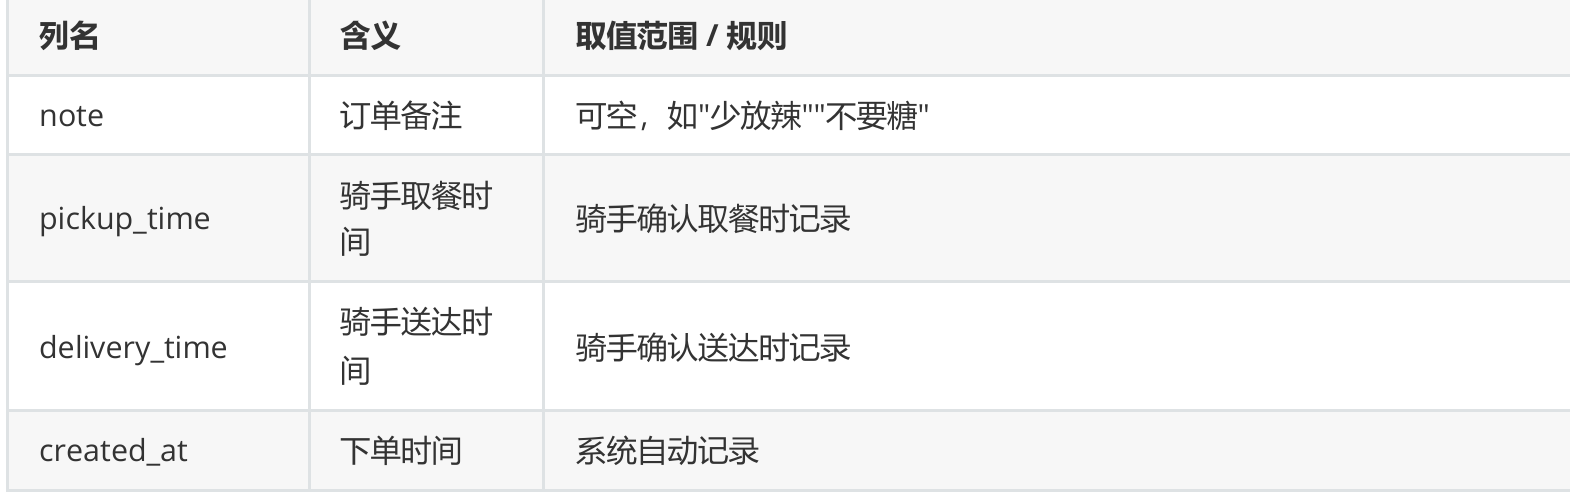 列名 含义 取值范围 / 规则
note 订单备注 可空，如"少放辣""不要糖"
pickup_time 骑手取餐时
间 骑手确认取餐时记录
delivery_time 骑手送达时
间 骑手确认送达时记录
created_at 下单时间 系统自动记录